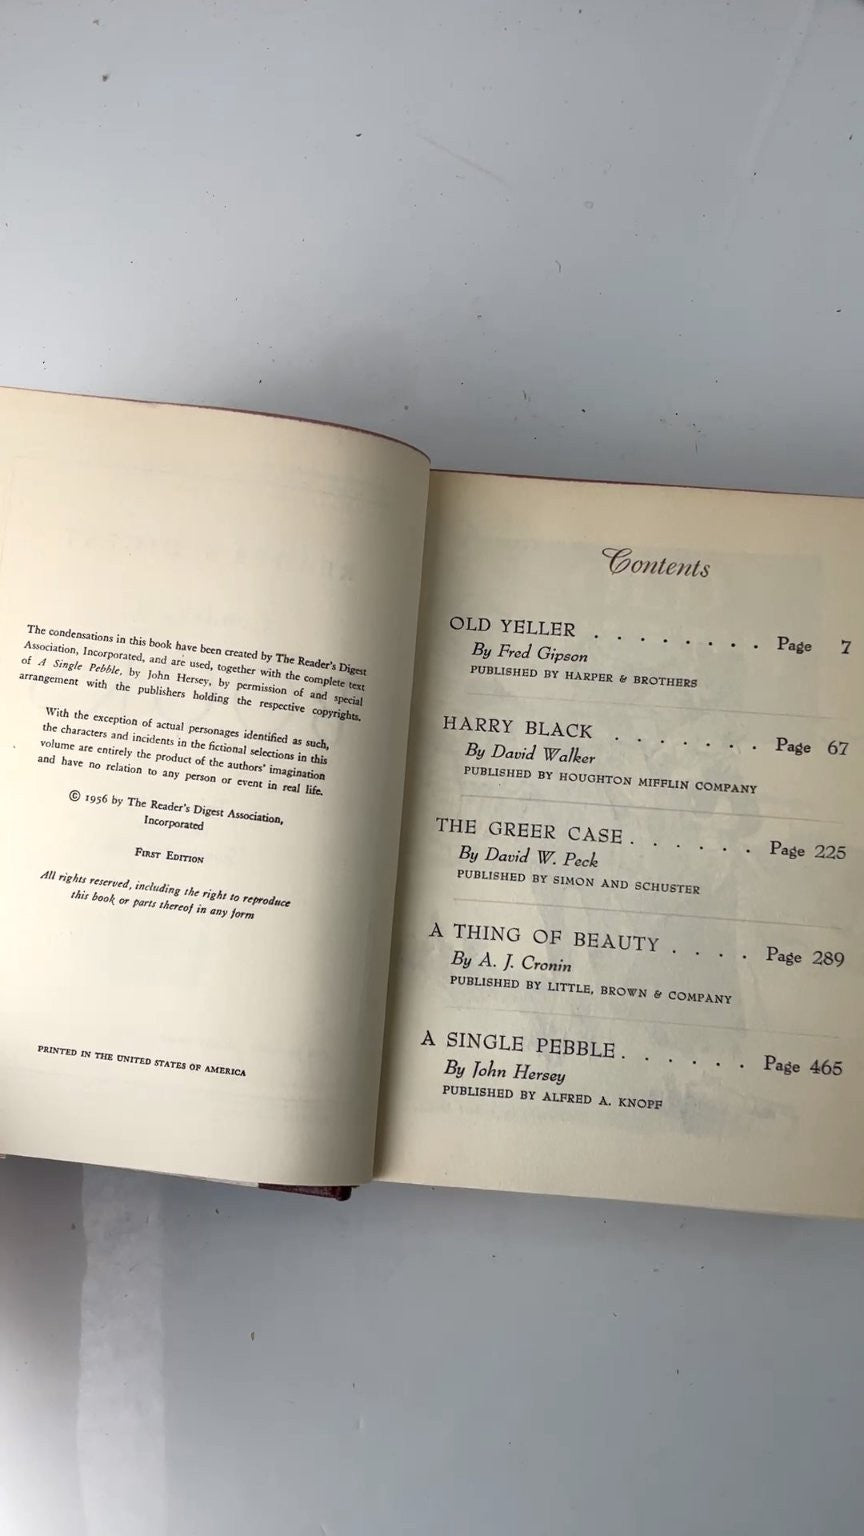 The condensations in this book have been created by The Reader's Digest
Association, Incorporated, and are used, together with the complete text
of A Single Pebble, by John Hersey, by permission of and special
arrangement with the publishers holding the respective copyrights.
With the exception of actual personages identified as such,
the characters and incidents in the fictional selections in this
volume are entirely the product of the authors' imagination
and have no relation to any person or event in real life.
© 1956 by The Reader's Digest Association,
Incorporated
First Edition
All rights reserved, including the right to reproduce
this book or parts thereof in any form
PRINTED IN THE UNITED STATES OF AMERICA
Contents
OLD YELLER . . . . . . . . Page 7
By Fred Gipson
PUBLISHED BY HARPER & BROTHERS
HARRY BLACK . . . . . . . Page 67
By David Walker
PUBLISHED BY HOUGHTON MIFFLIN COMPANY
THE GREER CASE . . . . . . Page 225
By David W. Peck
PUBLISHED BY SIMON AND SCHUSTER
A THING OF BEAUTY . . . . Page 289
By A. J. Cronin
PUBLISHED BY LITTLE, BROWN & COMPANY
A SINGLE PEBBLE . . . . . . Page 465
By John Hersey
PUBLISHED BY ALFRED A. KNOPF